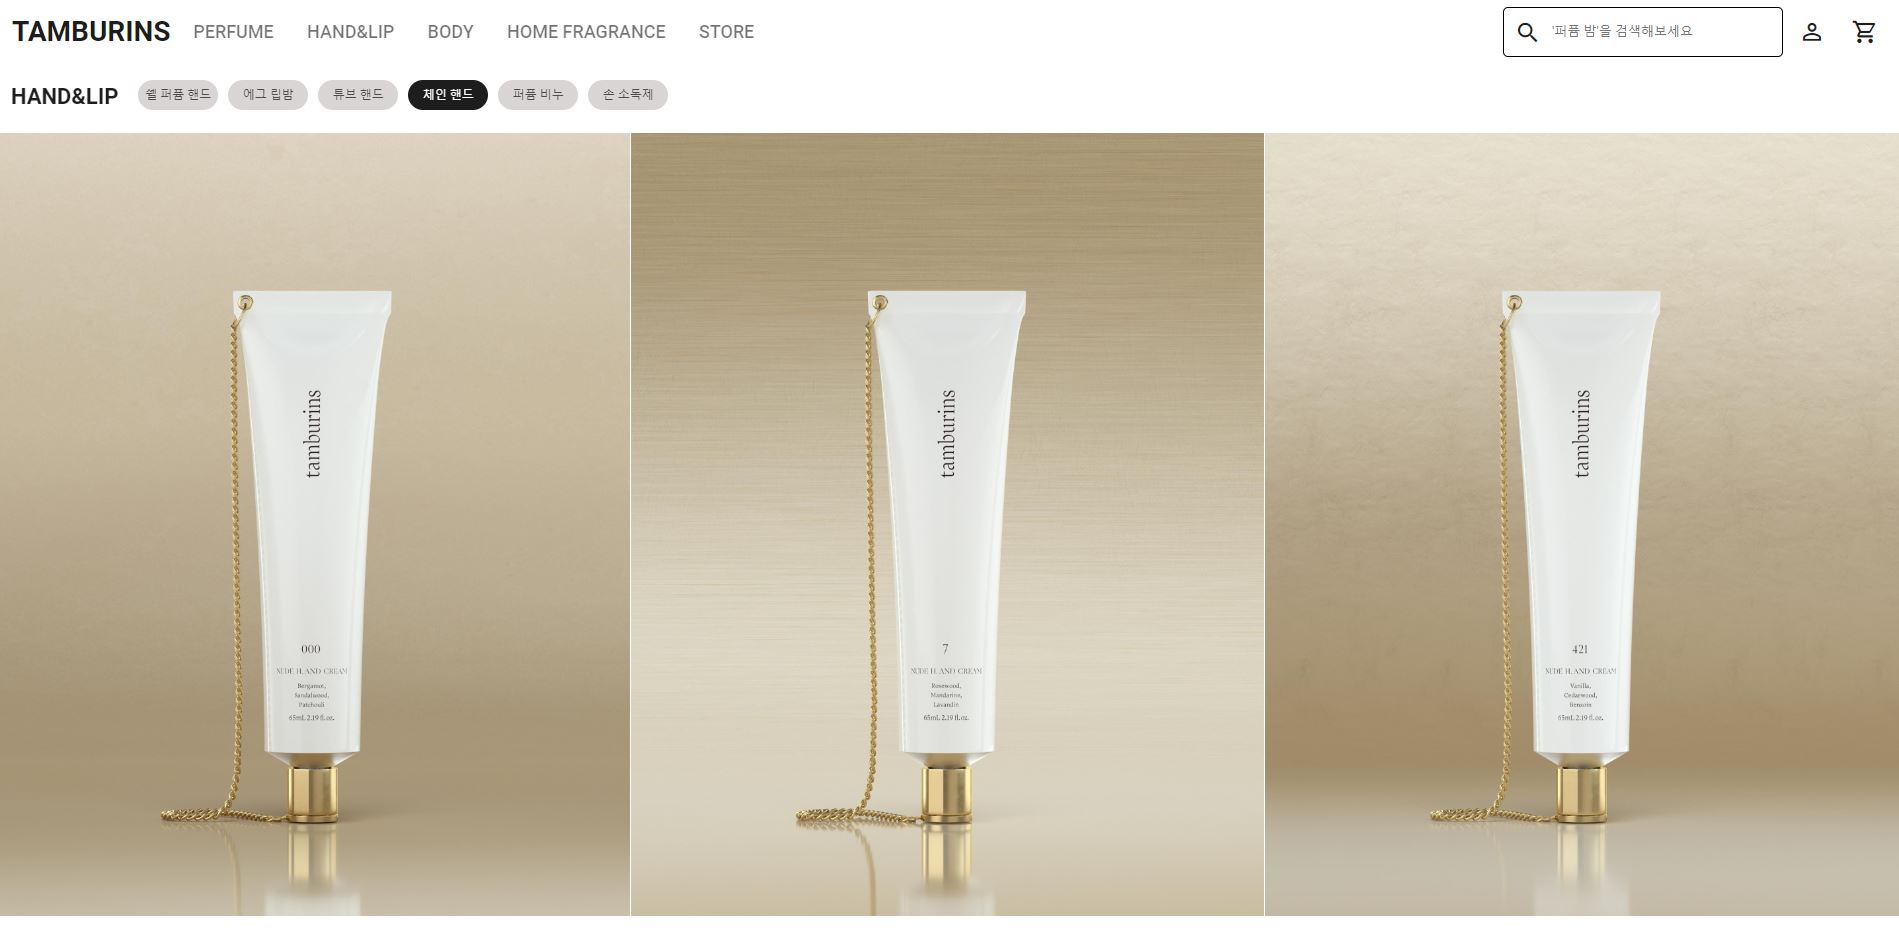 TAMBURINS PERFUME HAND&LIP BODY HOME FRAGRANCE STORE '퍼퓸 밤'을 검색해보세요
HAND&LIP 쉘 퍼퓸 핸드 에그 립밤 튜브 핸드 체인 핸드 퍼퓸 비누 손 소독제
tamburins
000
NUDE H.AND CREAM
Bergamot,
Sandalwood,
Patchouli
65mL 2.19 fl.oz.
tamburins
7
NUDE H.AND CREAM
Rosewood,
Mandarine,
Lavandin
65mL 2.19 fl.oz.
tamburins
421
NUDE H.AND CREAM
Vanilla,
Cedarwood,
Benzoin
65mL 2.19 fl.oz.